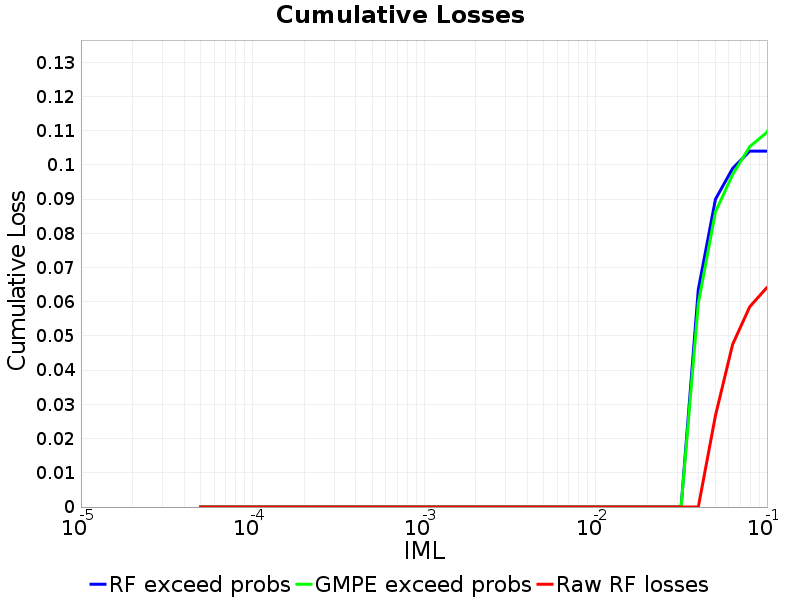 Cumulative Losses
Cumulative Loss
0.13
0.12
0.11
0.1
0.09
0.08
0.07
0.06
0.05
0.04
0.03
0.02
0.01
0
10-5 10-4 10-3 10-2 10-1
IML
RF exceed probs GMPE exceed probs Raw RF losses